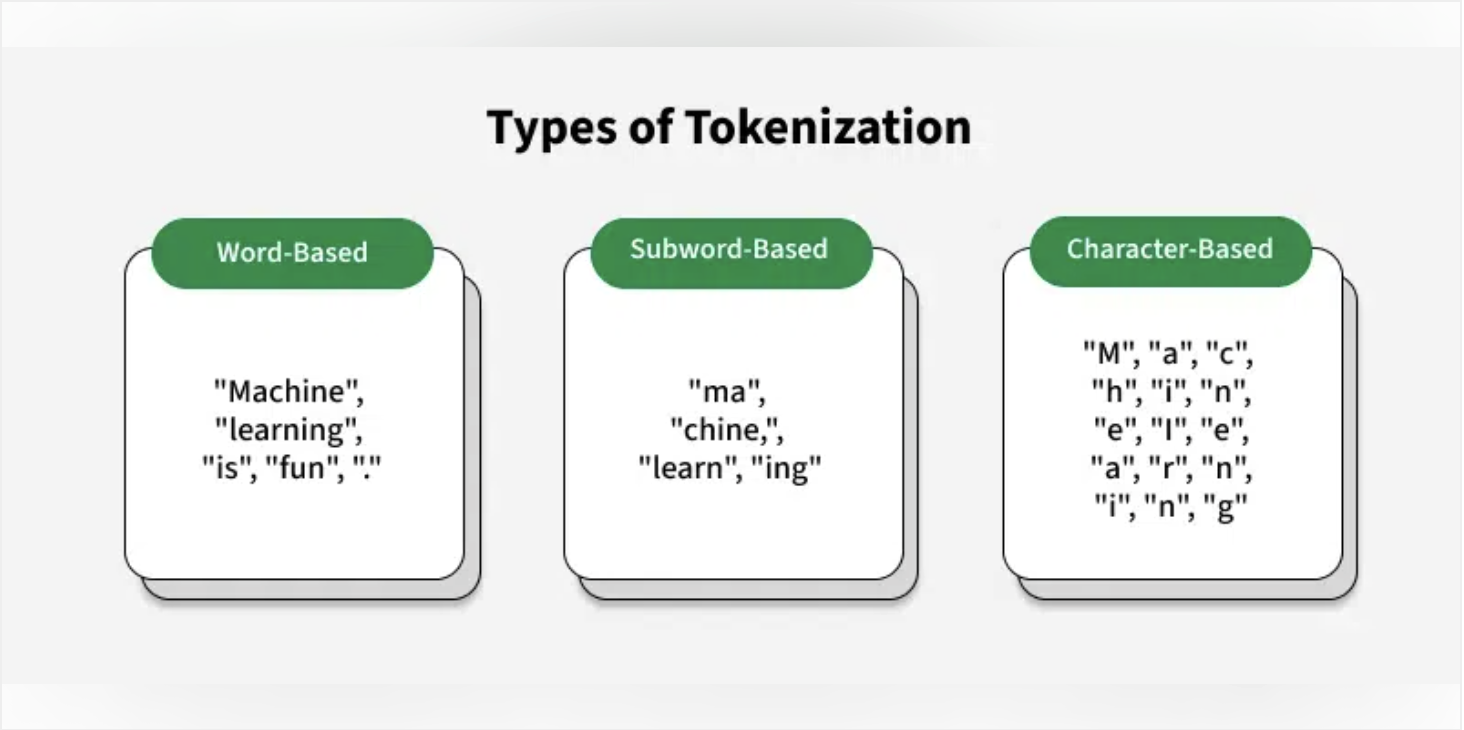 Types of Tokenization
Word-Based
"Machine",
"learning",
"is", "fun", "."
Subword-Based
"ma",
"chine,",
"learn", "ing"
Character-Based
"M", "a", "c",
"h", "i", "n",
"e", "l", "e",
"a", "r", "n",
"i", "n", "g"